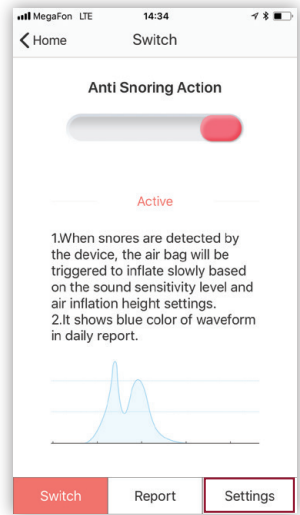 MegaFon LTE 14:34
Home Switch
Anti Snoring Action
Active
1.When snores are detected by
the device, the air bag will be
triggered to inflate slowly based
on the sound sensitivity level and
air inflation height settings.
2.It shows blue color of waveform
in daily report.
Switch Report Settings